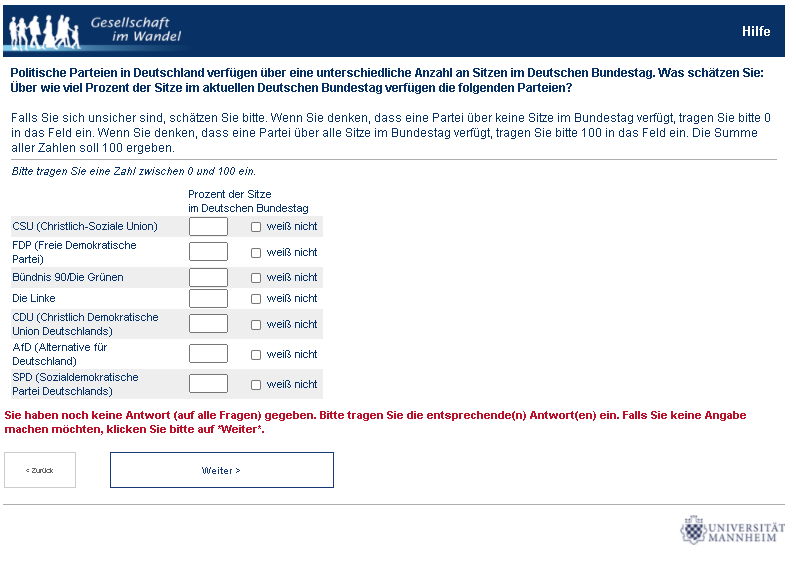 Gesellschaft
im Wandel
Hilfe
Politische Parteien in Deutschland verfügen über eine unterschiedliche Anzahl an Sitzen im Deutschen Bundestag. Was schätzen Sie:
Über wie viel Prozent der Sitze im aktuellen Deutschen Bundestag verfügen die folgenden Parteien?
Falls Sie sich unsicher sind, schätzen Sie bitte. Wenn Sie denken, dass eine Partei über keine Sitze im Bundestag verfügt, tragen Sie bitte 0
in das Feld ein. Wenn Sie denken, dass eine Partei über alle Sitze im Bundestag verfügt, tragen Sie bitte 100 in das Feld ein. Die Summe
aller Zahlen soll 100 ergeben.
Bitte tragen Sie eine Zahl zwischen 0 und 100 ein.
Prozent der Sitze
im Deutschen Bundestag
CSU (Christlich-Soziale Union) weiß nicht
FDP (Freie Demokratische
Partei) weiß nicht
Bündnis 90/Die Grünen weiß nicht
Die Linke weiß nicht
CDU (Christlich Demokratische
Union Deutschlands) weiß nicht
AfD (Alternative für
Deutschland) weiß nicht
SPD (Sozialdemokratische
Partei Deutschlands) weiß nicht
Sie haben noch keine Antwort (auf alle Fragen) gegeben. Bitte tragen Sie die entsprechende(n) Antwort(en) ein. Falls Sie keine Angabe
machen möchten, klicken Sie bitte auf "Weiter".
< Zurück
Weiter >
UNIVERSITÄT
MANNHEIM